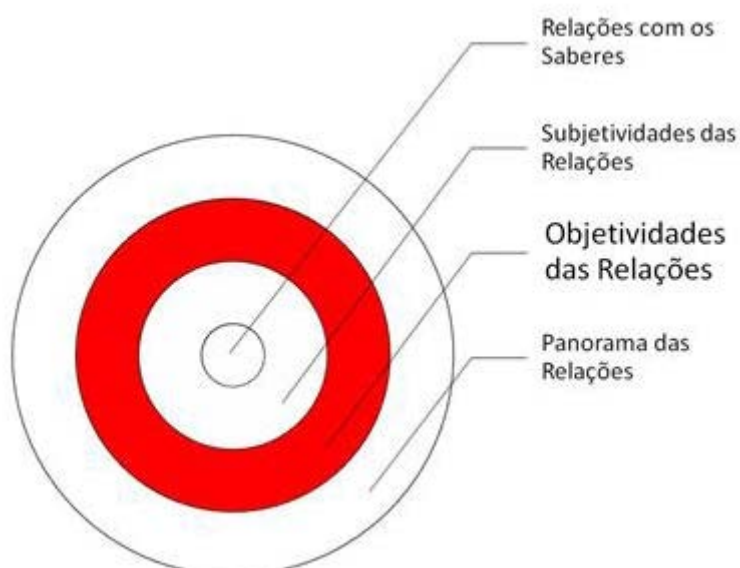 Relações com os
Saberes
Subjetividades das
Relações
Objetividades
das Relações
Panorama das
Relações